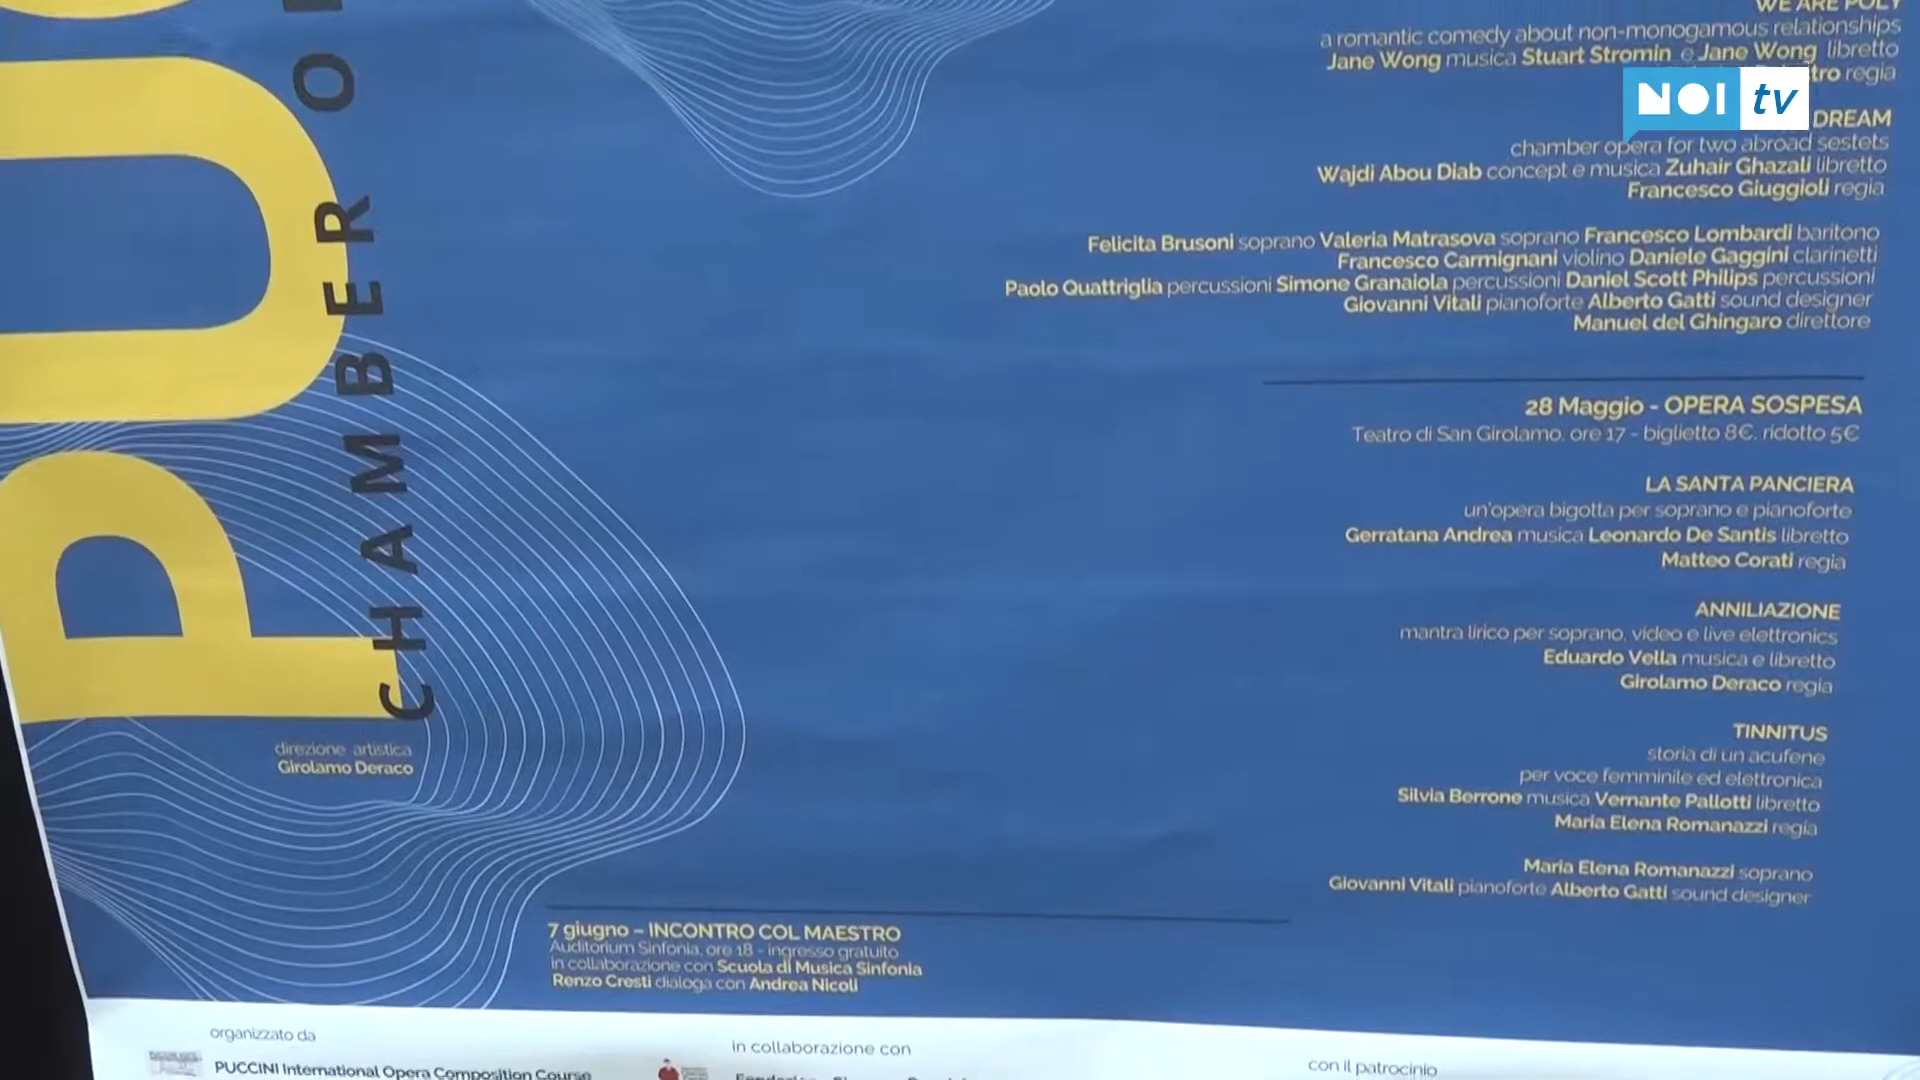 PU
CHAMBER O
direzione artistica
Girolamo Deraco
WE ARE POLY
a romantic comedy about non-monogamous relationships
Jane Wong musica Stuart Stromin e Jane Wong libretto
tro regia
NOI tv
DREAM
chamber opera for two abroad sestets
Wajdi Abou Diab concept e musica Zuhair Ghazali libretto
Francesco Giuggioli regia
Felicita Brusoni soprano Valeria Matrasova soprano Francesco Lombardi baritono
Francesco Carmignani violino Daniele Gaggini clarinetti
Paolo Quattriglia percussioni Simone Granaiola percussioni Daniel Scott Philips percussioni
Giovanni Vitali pianoforte Alberto Gatti sound designer
Manuel del Ghingaro direttore
28 Maggio - OPERA SOSPESA
Teatro di San Girolamo, ore 17 - biglietto 8€, ridotto 5€
LA SANTA PANCIERA
un'opera bigotta per soprano e pianoforte
Gerratana Andrea musica Leonardo De Santis libretto
Matteo Corati regia
ANNILIAZIONE
mantra lirico per soprano, video e live elettronics
Eduardo Vella musica e libretto
Girolamo Deraco regia
TINNITUS
storia di un acufene
per voce femminile ed elettronica
Silvia Berrone musica Vernante Pallotti libretto
Maria Elena Romanazzi regia
Maria Elena Romanazzi soprano
Giovanni Vitali pianoforte Alberto Gatti sound designer
7 giugno – INCONTRO COL MAESTRO
Auditorium Sinfonia, ore 18 - ingresso gratuito
in collaborazione con Scuola di Musica Sinfonia
Renzo Cresti dialoga con Andrea Nicoli
organizzato da
PUCCINI International Opera Composition Course
in collaborazione con
con il patrocinio